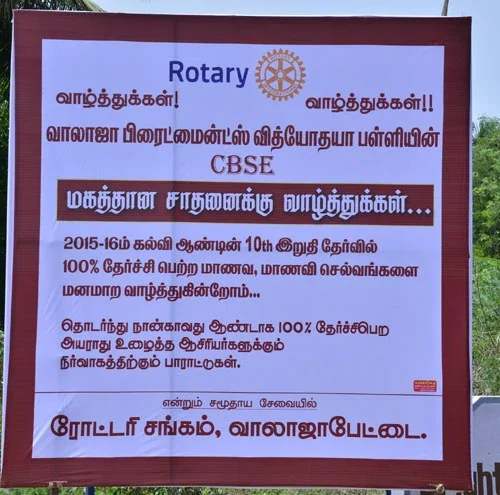 Rotary
வாழ்த்துக்கள்! வாழ்த்துக்கள்!!
வாலாஜா பிரைட்மைன்ட்ஸ் வித்யோதயா பள்ளியின்
CBSE
மகத்தான சாதனைக்கு வாழ்த்துக்கள்...
2015-16ம் கல்வி ஆண்டின் 10th இறுதி தேர்வில்
100% தேர்ச்சி பெற்ற மாணவ, மாணவி செல்வங்களை
மனமாற வாழ்த்துகின்றோம்...
தொடர்ந்து நான்காவது ஆண்டாக 100% தேர்ச்சிபெற
அயராது உழைத்த ஆசிரியர்களுக்கும்
நிர்வாகத்திற்கும் பாராட்டுகள்.
என்றும் சமூதாய சேவையில்
ரோட்டரி சங்கம், வாலாஜாபேட்டை.